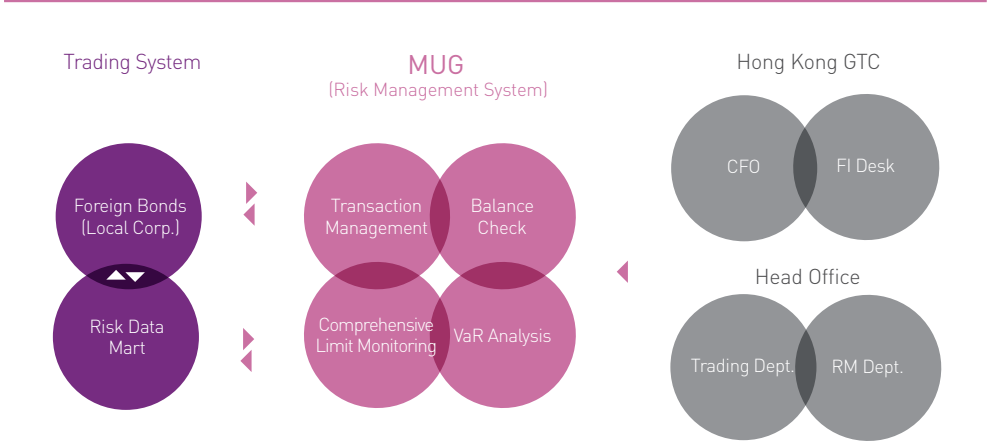 Trading System
MUG
(Risk Management System)
Hong Kong GTC
Foreign Bonds
(Local Corp.)
Risk Data
Mart
Transaction
Management
Balance
Check
Comprehensive
Limit Monitoring
VaR Analysis
CFO
FI Desk
Head Office
Trading Dept.
RM Dept.